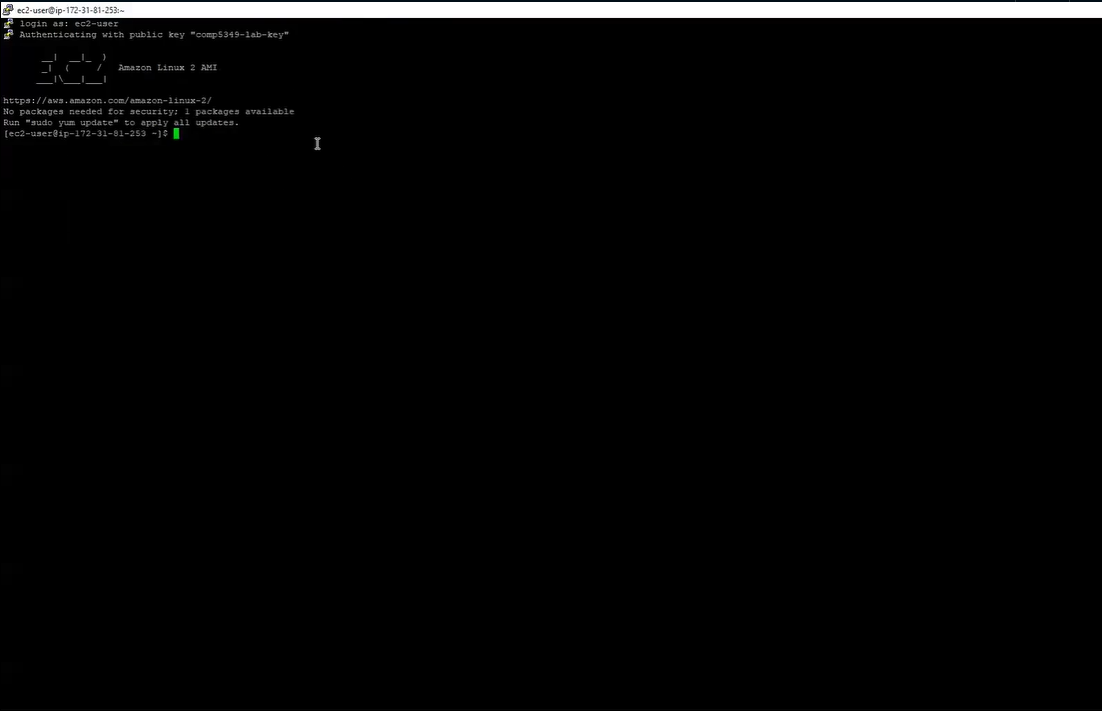 ec2-user@ip-172-31-81-253:~
login as: ec2-user
Authenticating with public key "comp5349-lab-key"
__|  __|_  )
_|  (     /   Amazon Linux 2 AMI
___|\___|___|
https://aws.amazon.com/amazon-linux-2/
No packages needed for security; 1 packages available
Run "sudo yum update" to apply all updates.
[ec2-user@ip-172-31-81-253 ~]$